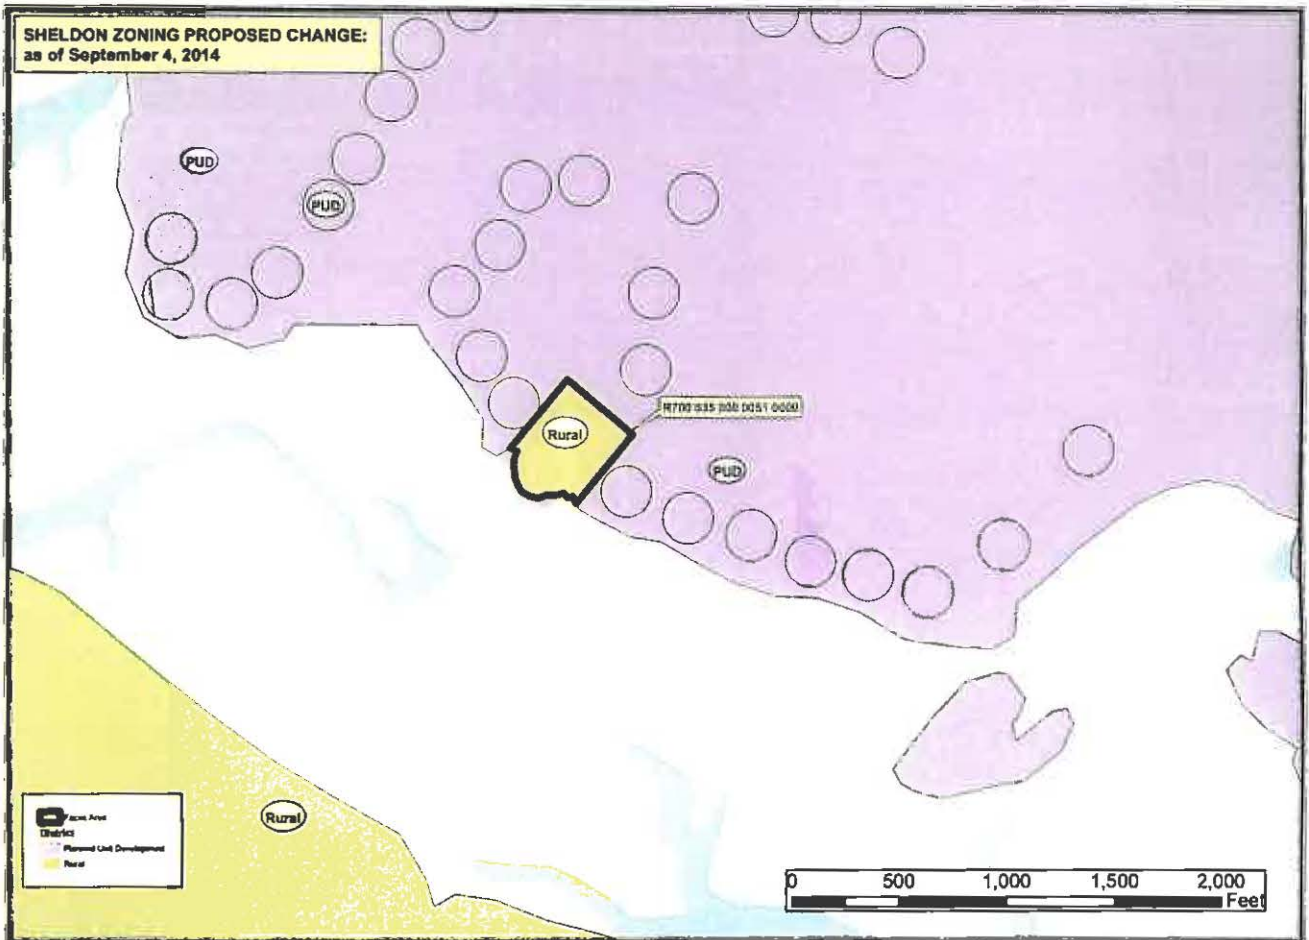 SHELDON ZONING PROPOSED CHANGE:
as of September 4, 2014
PUD
PUD
Rural
PUD
Rural
District
Planned Unit Development
Rural
0 500 1,000 1,500 2,000
Feet